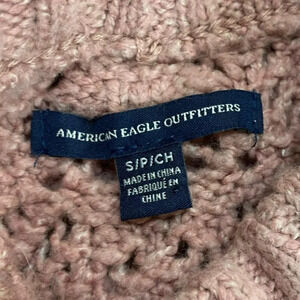 AMERICAN EAGLE OUTFITTERS
S/P/CH
MADE IN CHINA
FABRIQUÉ EN
CHINE